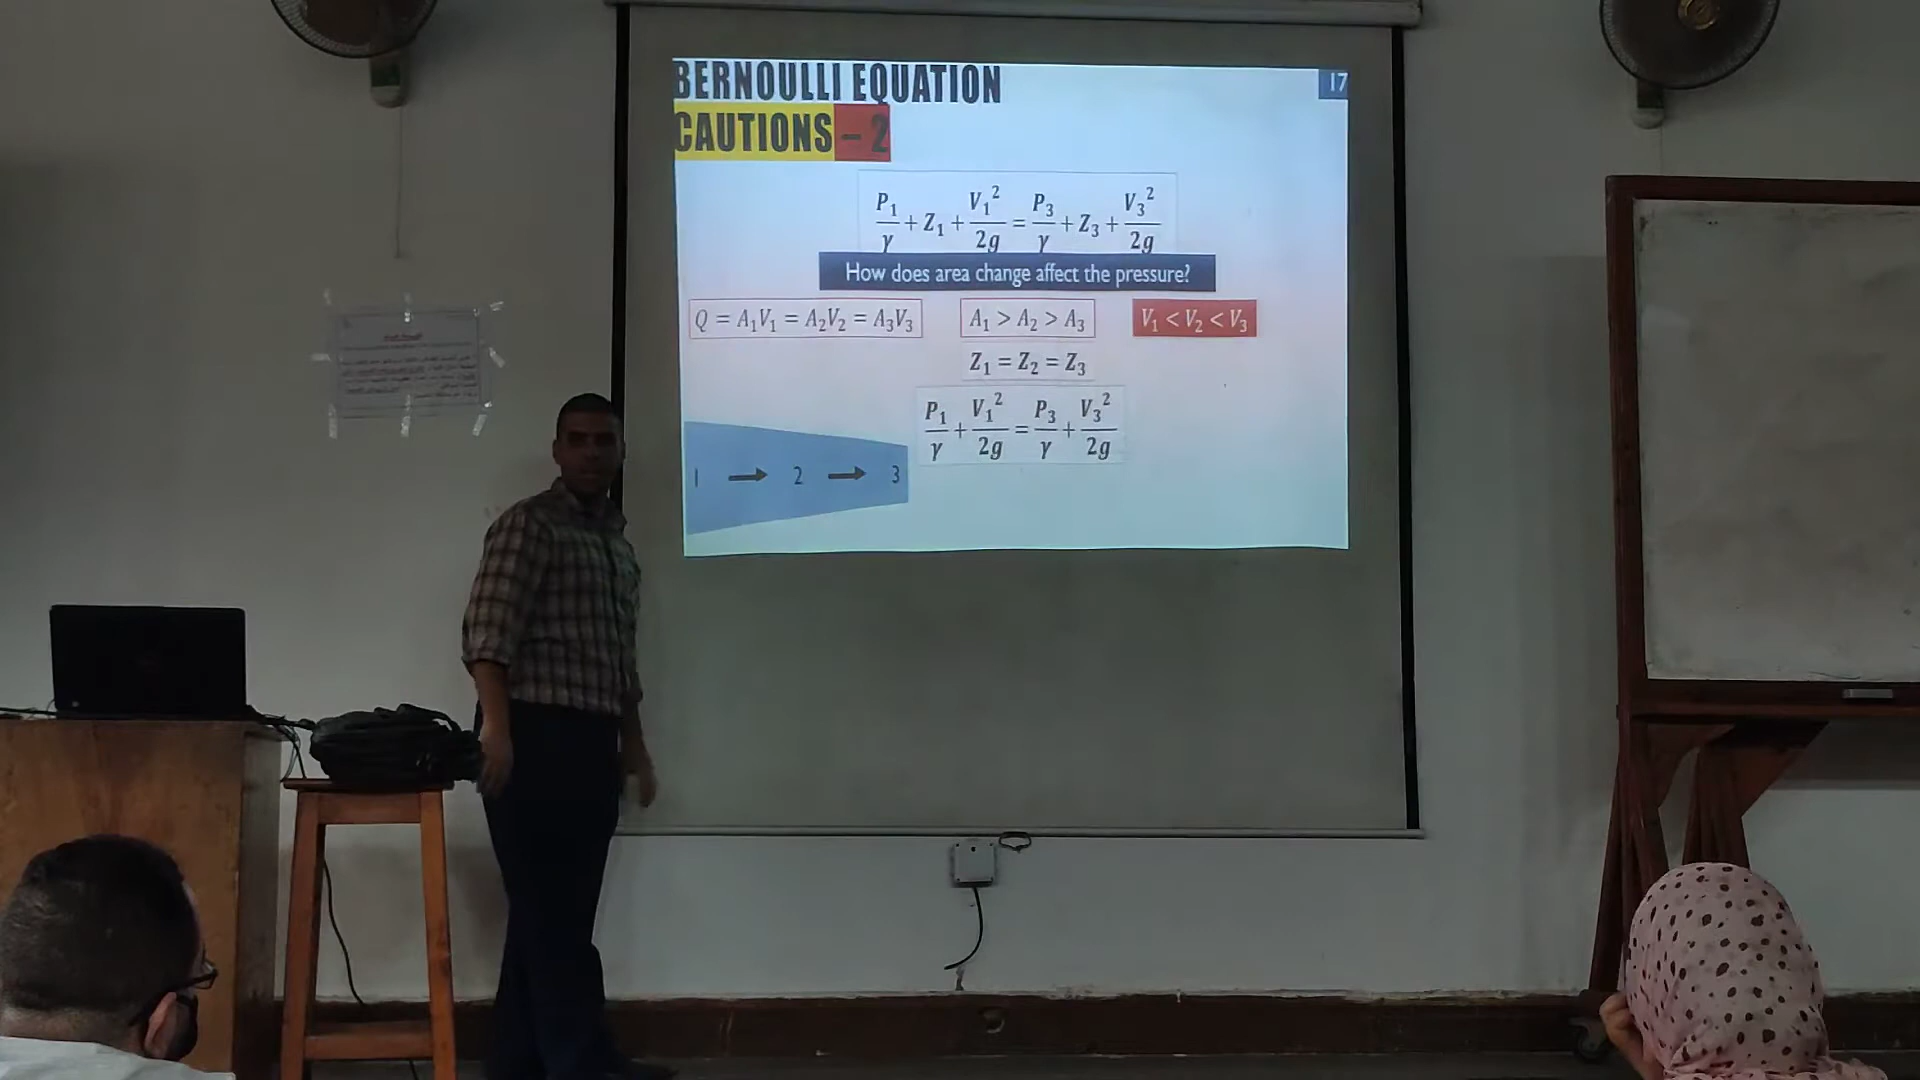 BERNOULLI EQUATION
17
CAUTIONS – 2
P₁/γ + Z₁ + V₁²/2g = P₃/γ + Z₃ + V₃²/2g
How does area change affect the pressure?
Q = A₁V₁ = A₂V₂ = A₃V₃
A₁ > A₂ > A₃
V₁ < V₂ < V₃
Z₁ = Z₂ = Z₃
P₁/γ + V₁²/2g = P₃/γ + V₃²/2g
1 → 2 → 3